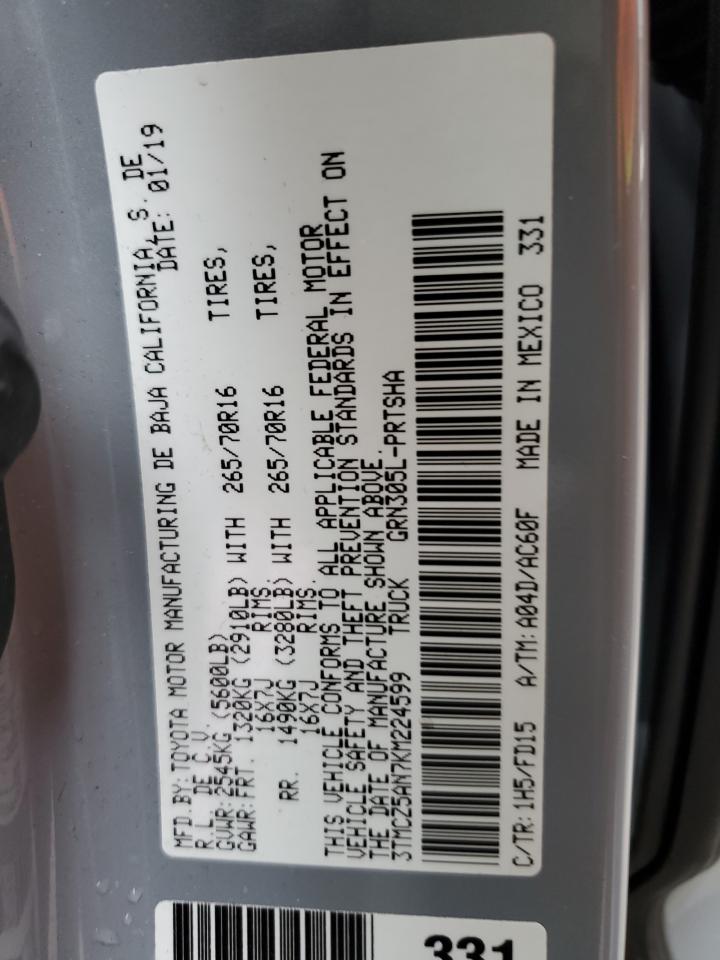 MFD.BY:TOYOTA MOTOR MANUFACTURING DE BAJA CALIFORNIA, S. DE
R.L. DE C.V. DATE: 01/19
GVWR:2545KG (5600LB)
GAWR:FRT. 1320KG (2910LB) WITH 265/70R16 TIRES,
16X7J RIMS.
RR. 1490KG (3280LB) WITH 265/70R16 TIRES,
16X7J RIMS.
THIS VEHICLE CONFORMS TO ALL APPLICABLE FEDERAL MOTOR
VEHICLE SAFETY AND THEFT PREVENTION STANDARDS IN EFFECT ON
THE DATE OF MANUFACTURE SHOWN ABOVE.
3TMCZ5AN7KM224599 TRUCK GRN305L-PRTSHA
C/TR:1H5/FD15 A/TM:A04D/AC60F MADE IN MEXICO 331
331